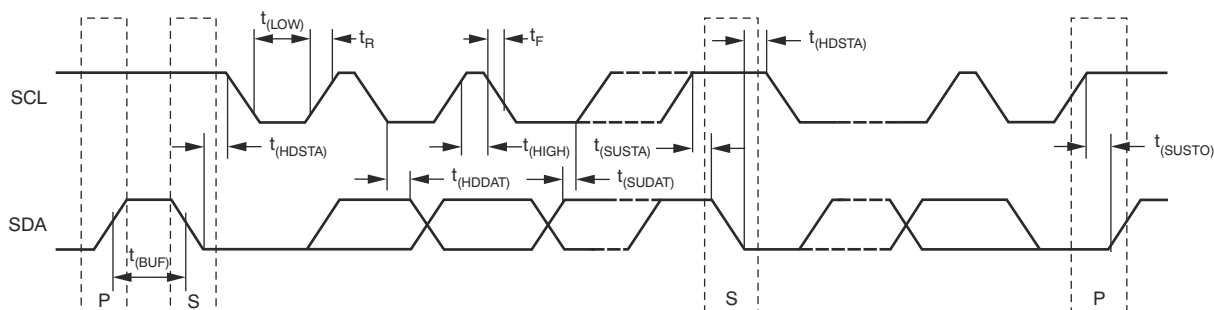 t(LOW)
tR
tF
t(HDSTA)
SCL
t(HDSTA)
t(HIGH)
t(SUSTA)
t(SUSTO)
t(HDDAT)
t(SUDAT)
SDA
t(BUF)
P
S
S
P